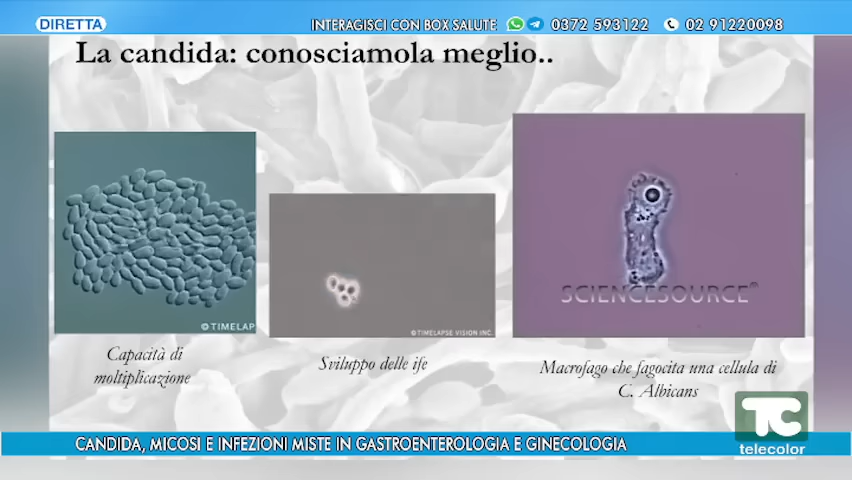 DIRETTA
INTERAGISCI CON BOX SALUTE 0372 593122 02 91220098
La candida: conosciamola meglio..
©TIMELAP
©TIMELAPSE VISION INC.
SCIENCESOURCE®
Capacità di
moltiplicazione
Sviluppo delle ife
Macrofago che fagocita una cellula di
C. Albicans
TC
telecolor
CANDIDA, MICOSI E INFEZIONI MISTE IN GASTROENTEROLOGIA E GINECOLOGIA